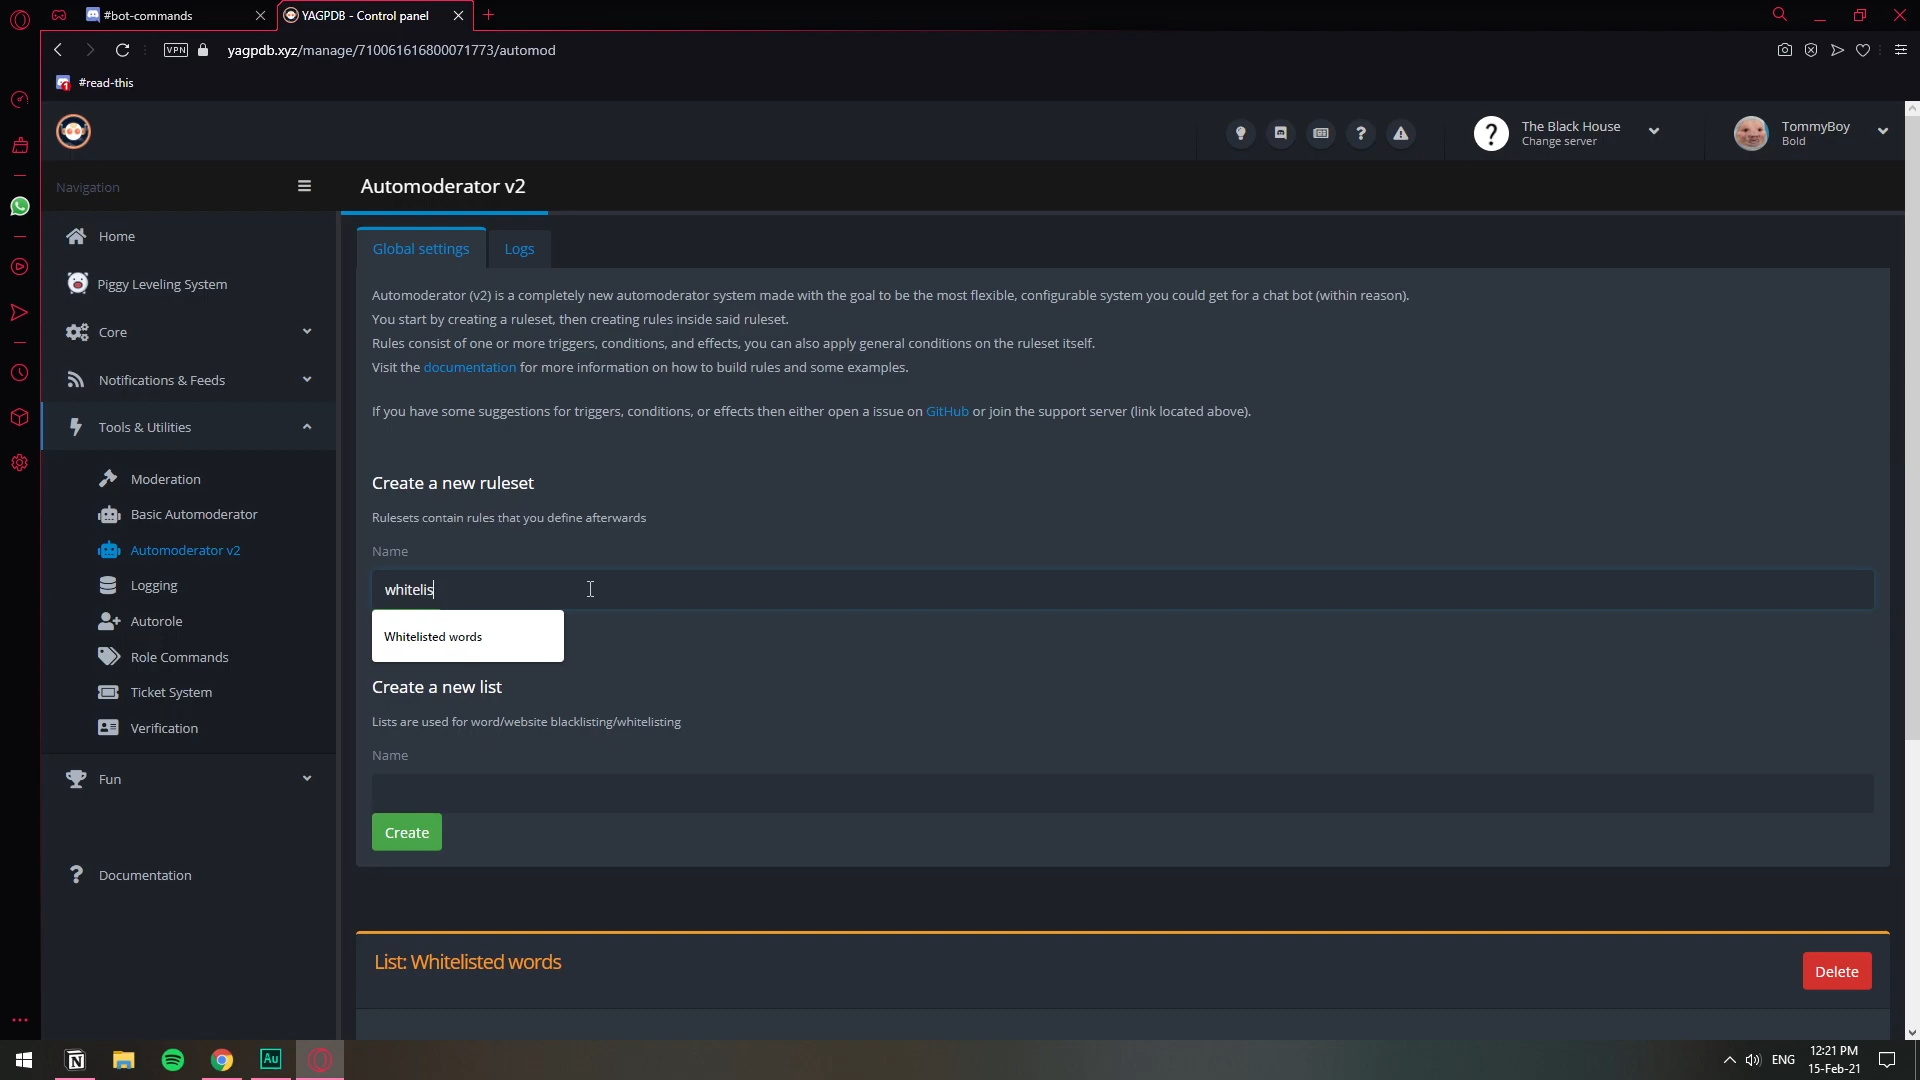 #bot-commands
YAGPDB - Control panel
VPN
yagpdb.xyz/manage/710061616800071773/automod
1
#read-this
?
?
The Black House
Change server
TommyBoy
Bold
Navigation
Automoderator v2
Home
Piggy Leveling System
Core
Notifications & Feeds
Tools & Utilities
Moderation
Basic Automoderator
Automoderator v2
Logging
Autorole
Role Commands
Ticket System
Verification
Fun
? Documentation
Global settings
Logs
Automoderator (v2) is a completely new automoderator system made with the goal to be the most flexible, configurable system you could get for a chat bot (within reason).
You start by creating a ruleset, then creating rules inside said ruleset.
Rules consist of one or more triggers, conditions, and effects, you can also apply general conditions on the ruleset itself.
Visit the documentation for more information on how to build rules and some examples.
If you have some suggestions for triggers, conditions, or effects then either open a issue on GitHub or join the support server (link located above).
Create a new ruleset
Rulesets contain rules that you define afterwards
Name
whitelis
Whitelisted words
Create a new list
Lists are used for word/website blacklisting/whitelisting
Name
Create
List: Whitelisted words
Delete
N
Au
ENG
12:21 PM
15-Feb-21